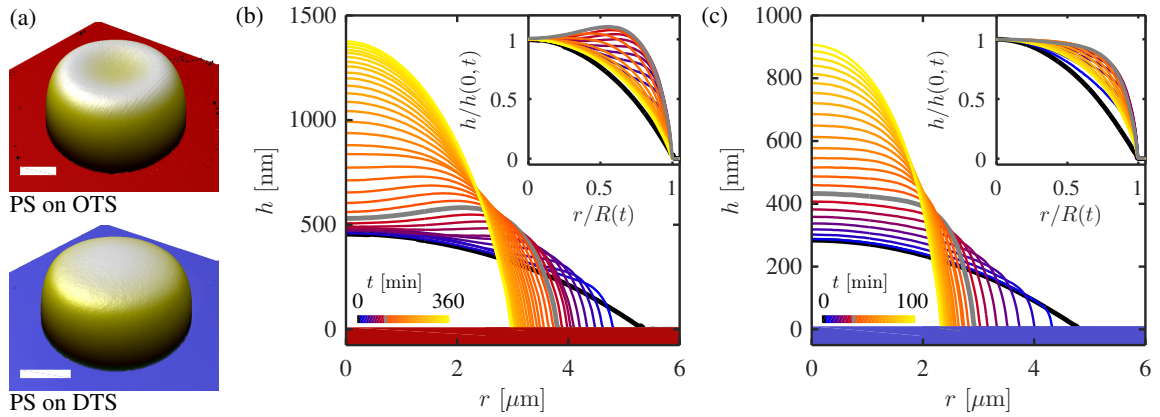 (a)
PS on OTS
PS on DTS
(b)
1500
1000
500
0
h [nm]
0 2 4 6
r [μm]
t [min]
0 360
h/h(0, t)
1
0.5
0
0 0.5 1
r/R(t)
(c)
1000
800
600
400
200
0
h [nm]
0 2 4 6
r [μm]
t [min]
0 100
h/h(0, t)
1
0.5
0
0 0.5 1
r/R(t)